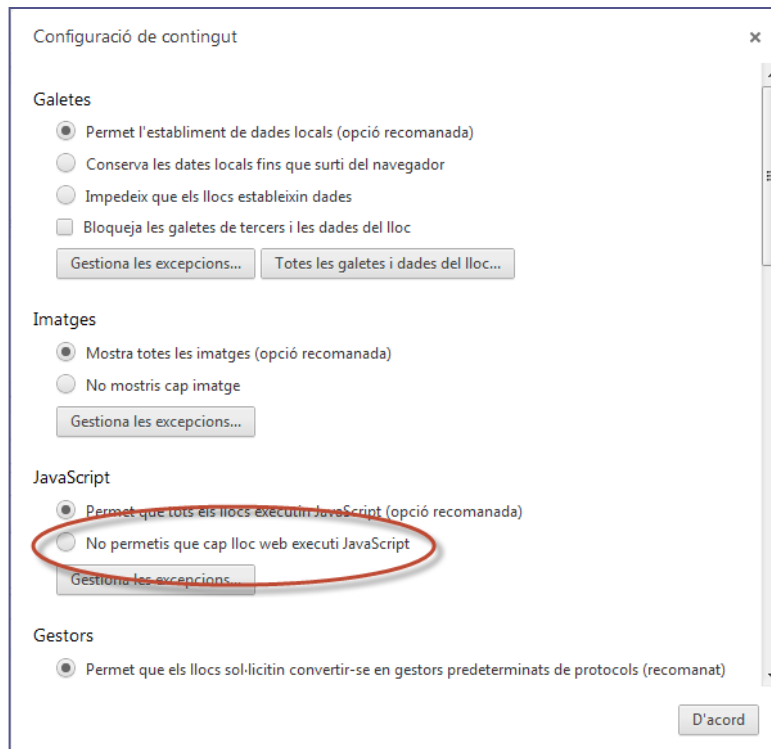 Configuració de contingut
Galetes
Permet l'establiment de dades locals (opció recomanada)
Conserva les dates locals fins que surti del navegador
Impedeix que els llocs estableixin dades
Bloqueja les galetes de tercers i les dades del lloc
Gestiona les excepcions... Totes les galetes i dades del lloc...
Imatges
Mostra totes les imatges (opció recomanada)
No mostris cap imatge
Gestiona les excepcions...
JavaScript
Permet que tots els llocs executin JavaScript (opció recomanada)
No permetis que cap lloc web executi JavaScript
Gestiona les excepcions...
Gestors
Permet que els llocs sol·licitin convertir-se en gestors predeterminats de protocols (recomanat)
D'acord